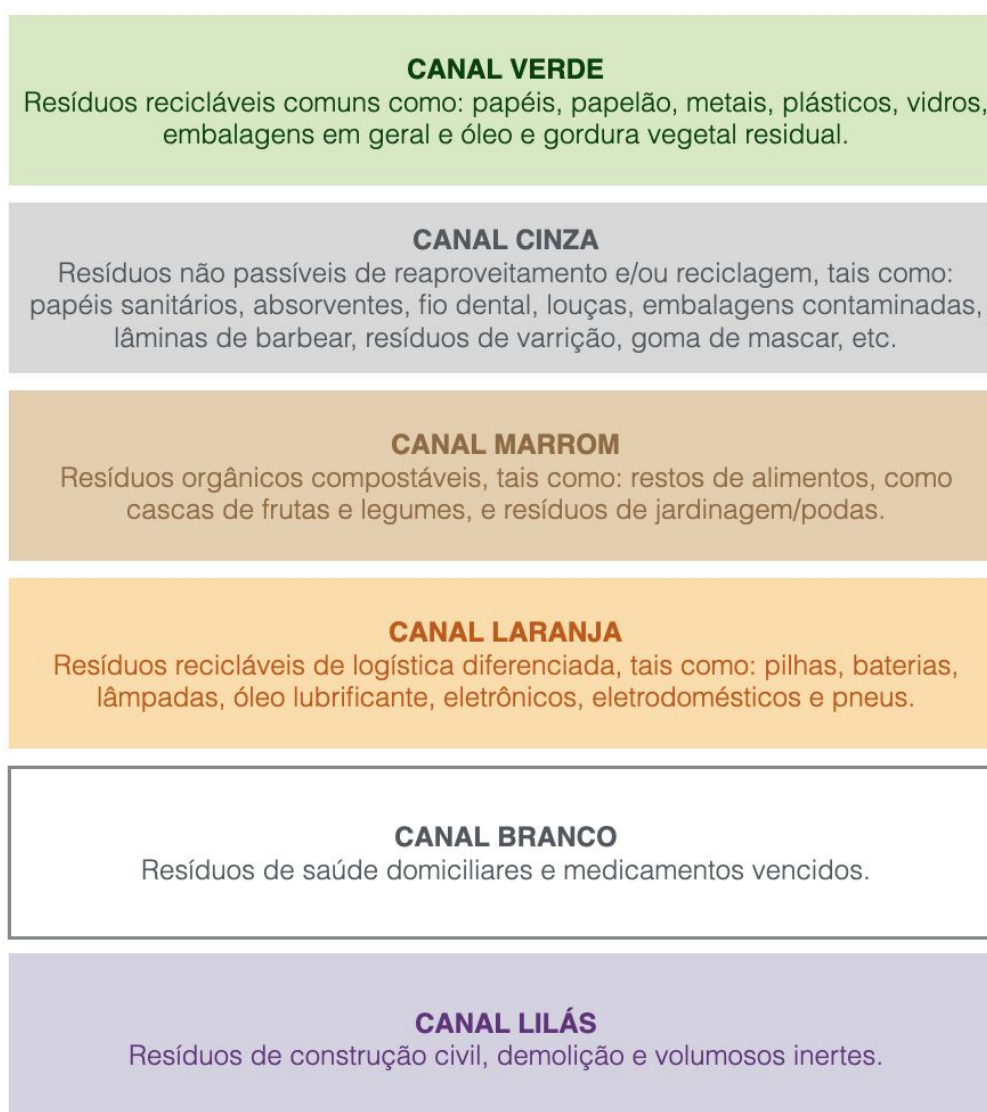 CANAL VERDE
Resíduos recicláveis comuns como: papéis, papelão, metais, plásticos, vidros,
embalagens em geral e óleo e gordura vegetal residual.
CANAL CINZA
Resíduos não passíveis de reaproveitamento e/ou reciclagem, tais como:
papéis sanitários, absorventes, fio dental, louças, embalagens contaminadas,
lâminas de barbear, resíduos de varrição, goma de mascar, etc.
CANAL MARROM
Resíduos orgânicos compostáveis, tais como: restos de alimentos, como
cascas de frutas e legumes, e resíduos de jardinagem/podas.
CANAL LARANJA
Resíduos recicláveis de logística diferenciada, tais como: pilhas, baterias,
lâmpadas, óleo lubrificante, eletrônicos, eletrodomésticos e pneus.
CANAL BRANCO
Resíduos de saúde domiciliares e medicamentos vencidos.
CANAL LILÁS
Resíduos de construção civil, demolição e volumosos inertes.